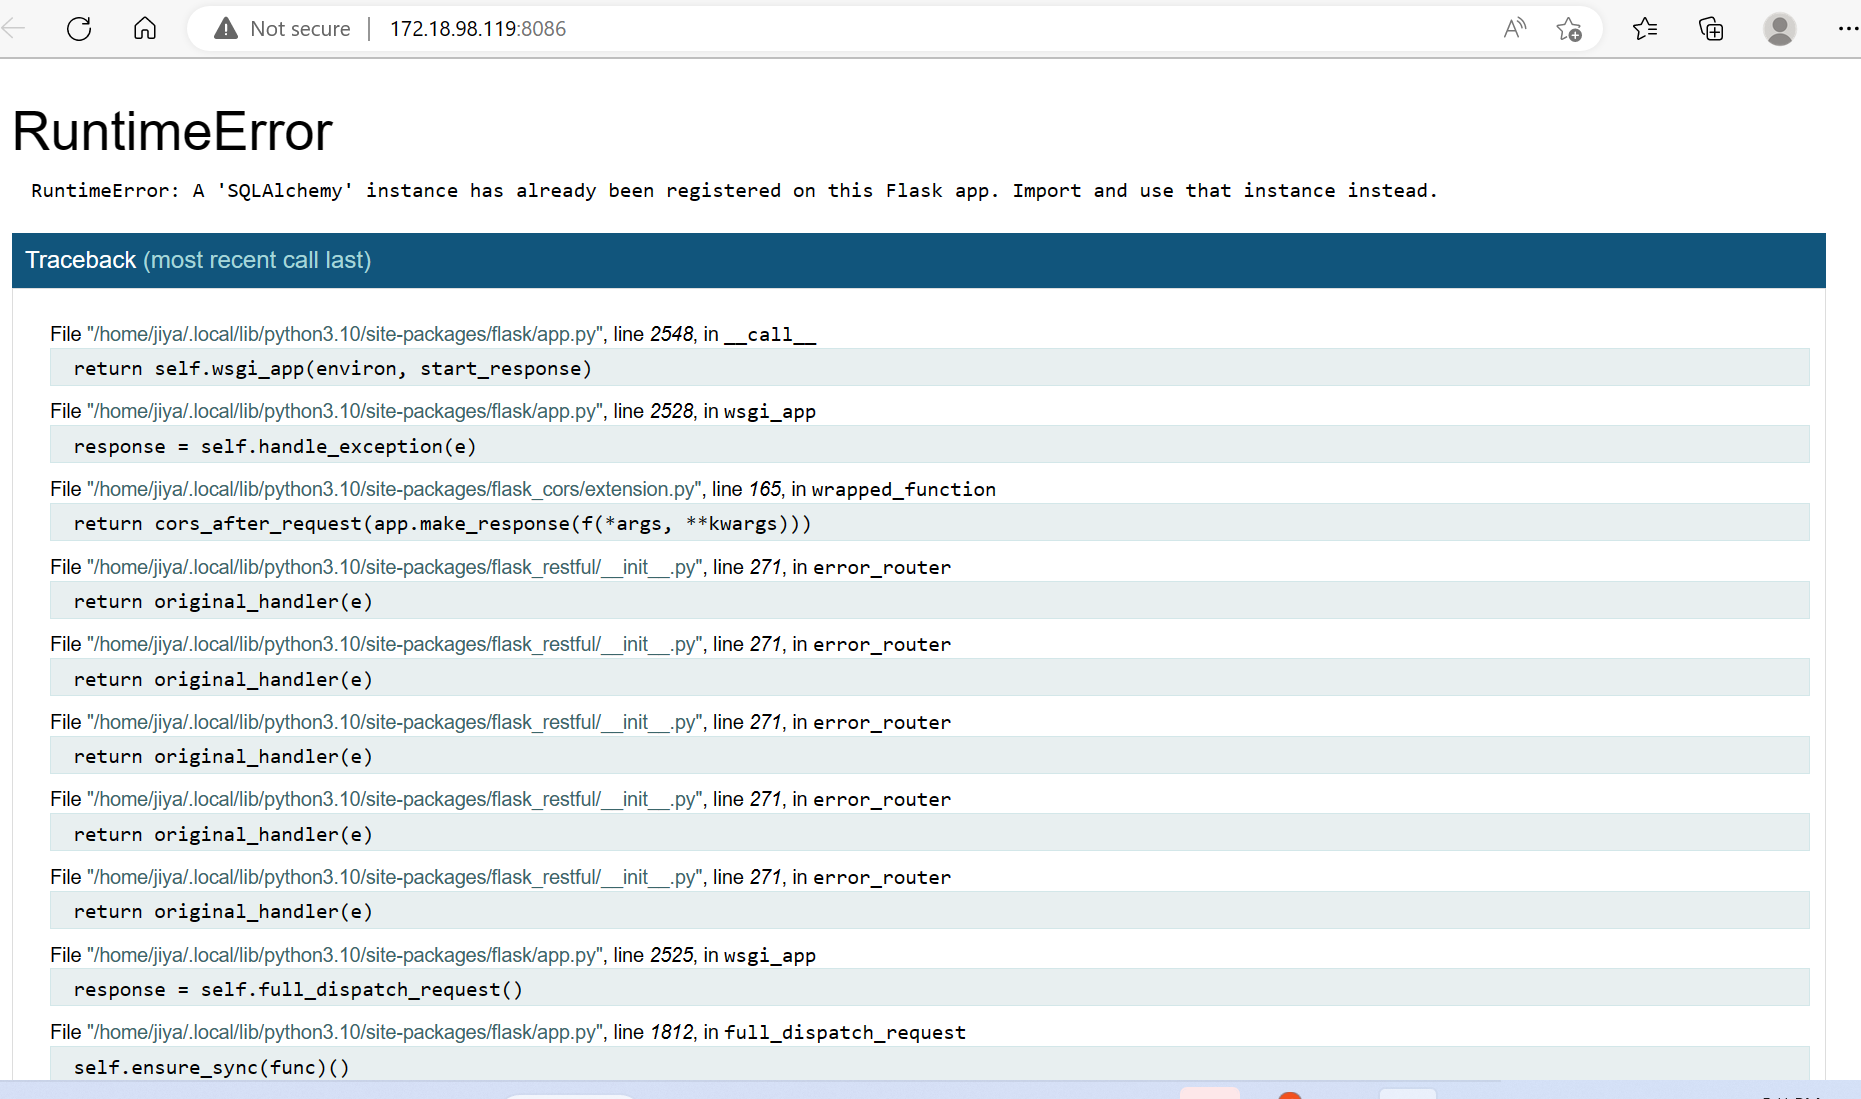 Not secure | 172.18.98.119:8086
RuntimeError
RuntimeError: A 'SQLAlchemy' instance has already been registered on this Flask app. Import and use that instance instead.
Traceback (most recent call last)
File "/home/jiya/.local/lib/python3.10/site-packages/flask/app.py", line 2548, in __call__
return self.wsgi_app(environ, start_response)
File "/home/jiya/.local/lib/python3.10/site-packages/flask/app.py", line 2528, in wsgi_app
response = self.handle_exception(e)
File "/home/jiya/.local/lib/python3.10/site-packages/flask_cors/extension.py", line 165, in wrapped_function
return cors_after_request(app.make_response(f(*args, **kwargs)))
File "/home/jiya/.local/lib/python3.10/site-packages/flask_restful/__init__.py", line 271, in error_router
return original_handler(e)
File "/home/jiya/.local/lib/python3.10/site-packages/flask_restful/__init__.py", line 271, in error_router
return original_handler(e)
File "/home/jiya/.local/lib/python3.10/site-packages/flask_restful/__init__.py", line 271, in error_router
return original_handler(e)
File "/home/jiya/.local/lib/python3.10/site-packages/flask_restful/__init__.py", line 271, in error_router
return original_handler(e)
File "/home/jiya/.local/lib/python3.10/site-packages/flask_restful/__init__.py", line 271, in error_router
return original_handler(e)
File "/home/jiya/.local/lib/python3.10/site-packages/flask/app.py", line 2525, in wsgi_app
response = self.full_dispatch_request()
File "/home/jiya/.local/lib/python3.10/site-packages/flask/app.py", line 1812, in full_dispatch_request
self.ensure_sync(func)()